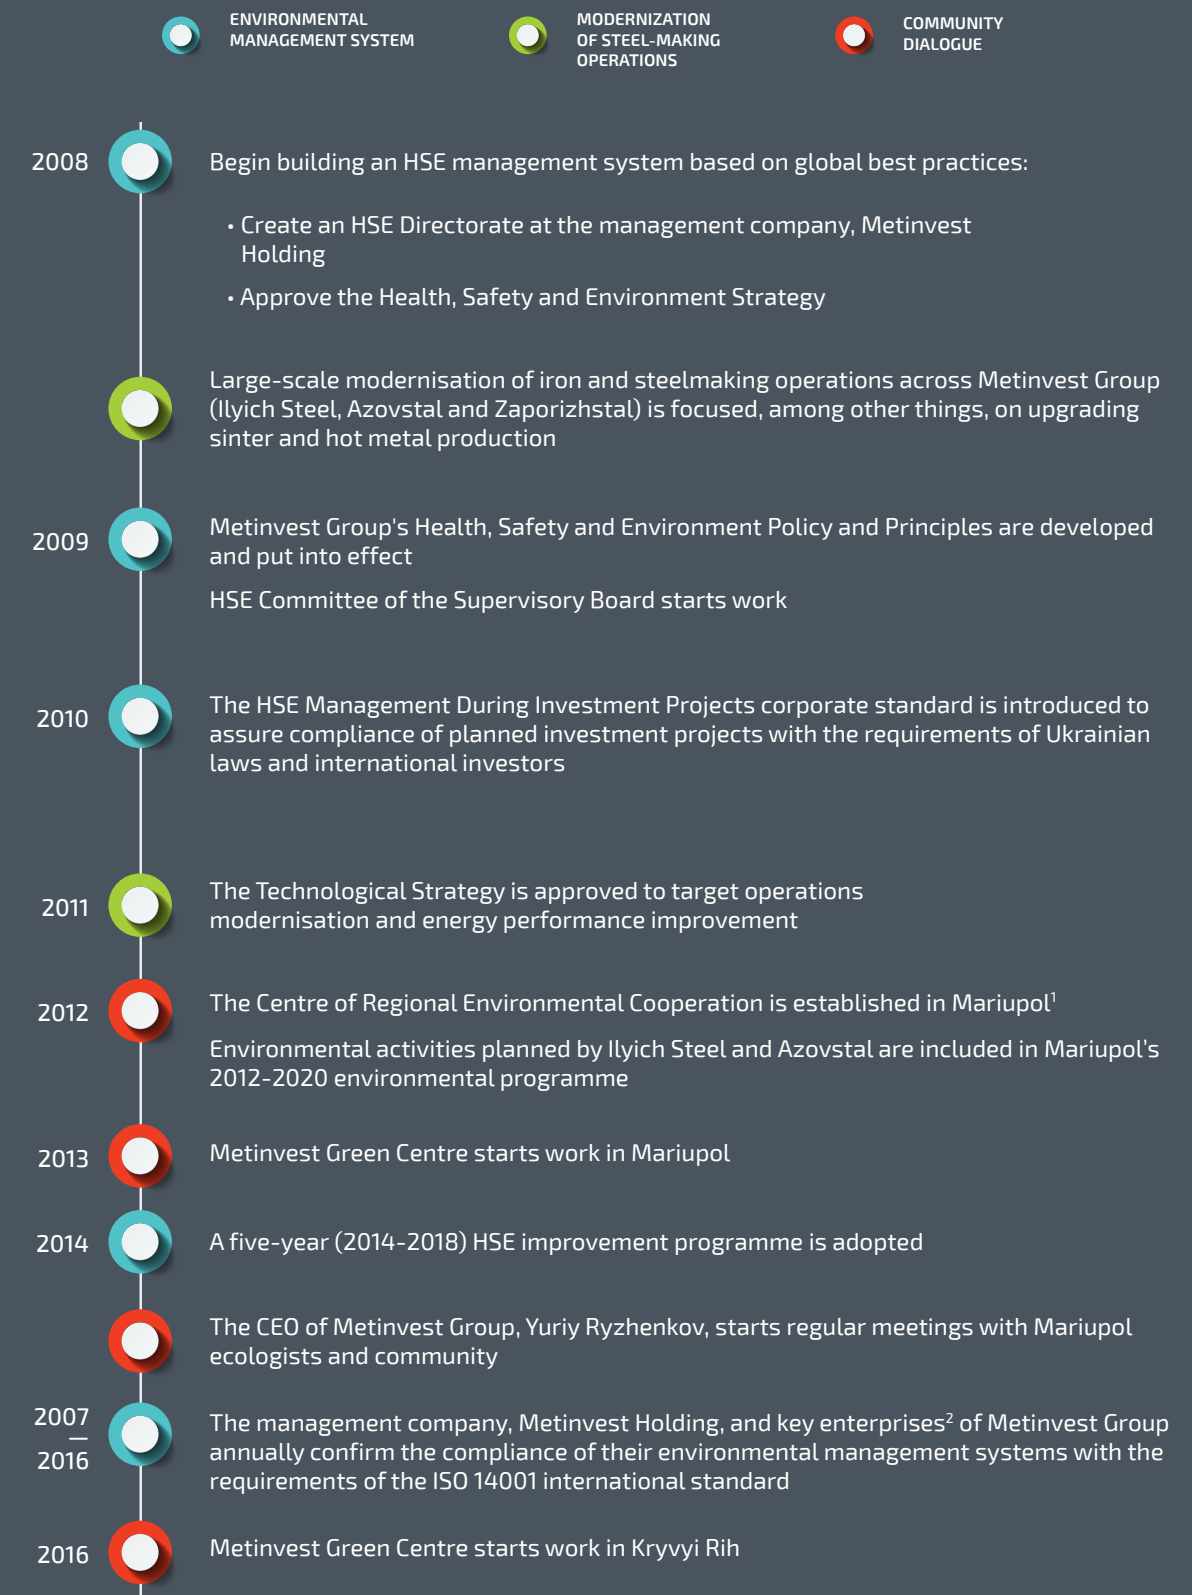 ENVIRONMENTAL
MANAGEMENT SYSTEM
MODERNIZATION
OF STEEL-MAKING
OPERATIONS
COMMUNITY
DIALOGUE
2008
Begin building an HSE management system based on global best practices:
• Create an HSE Directorate at the management company, Metinvest
Holding
• Approve the Health, Safety and Environment Strategy
Large-scale modernisation of iron and steelmaking operations across Metinvest Group
(Ilyich Steel, Azovstal and Zaporizhstal) is focused, among other things, on upgrading
sinter and hot metal production
2009
Metinvest Group's Health, Safety and Environment Policy and Principles are developed
and put into effect
HSE Committee of the Supervisory Board starts work
2010
The HSE Management During Investment Projects corporate standard is introduced to
assure compliance of planned investment projects with the requirements of Ukrainian
laws and international investors
2011
The Technological Strategy is approved to target operations
modernisation and energy performance improvement
2012
The Centre of Regional Environmental Cooperation is established in Mariupol¹
Environmental activities planned by Ilyich Steel and Azovstal are included in Mariupol’s
2012-2020 environmental programme
2013
Metinvest Green Centre starts work in Mariupol
2014
A five-year (2014-2018) HSE improvement programme is adopted
The CEO of Metinvest Group, Yuriy Ryzhenkov, starts regular meetings with Mariupol
ecologists and community
2007
—
2016
The management company, Metinvest Holding, and key enterprises² of Metinvest Group
annually confirm the compliance of their environmental management systems with the
requirements of the ISO 14001 international standard
2016
Metinvest Green Centre starts work in Kryvyi Rih